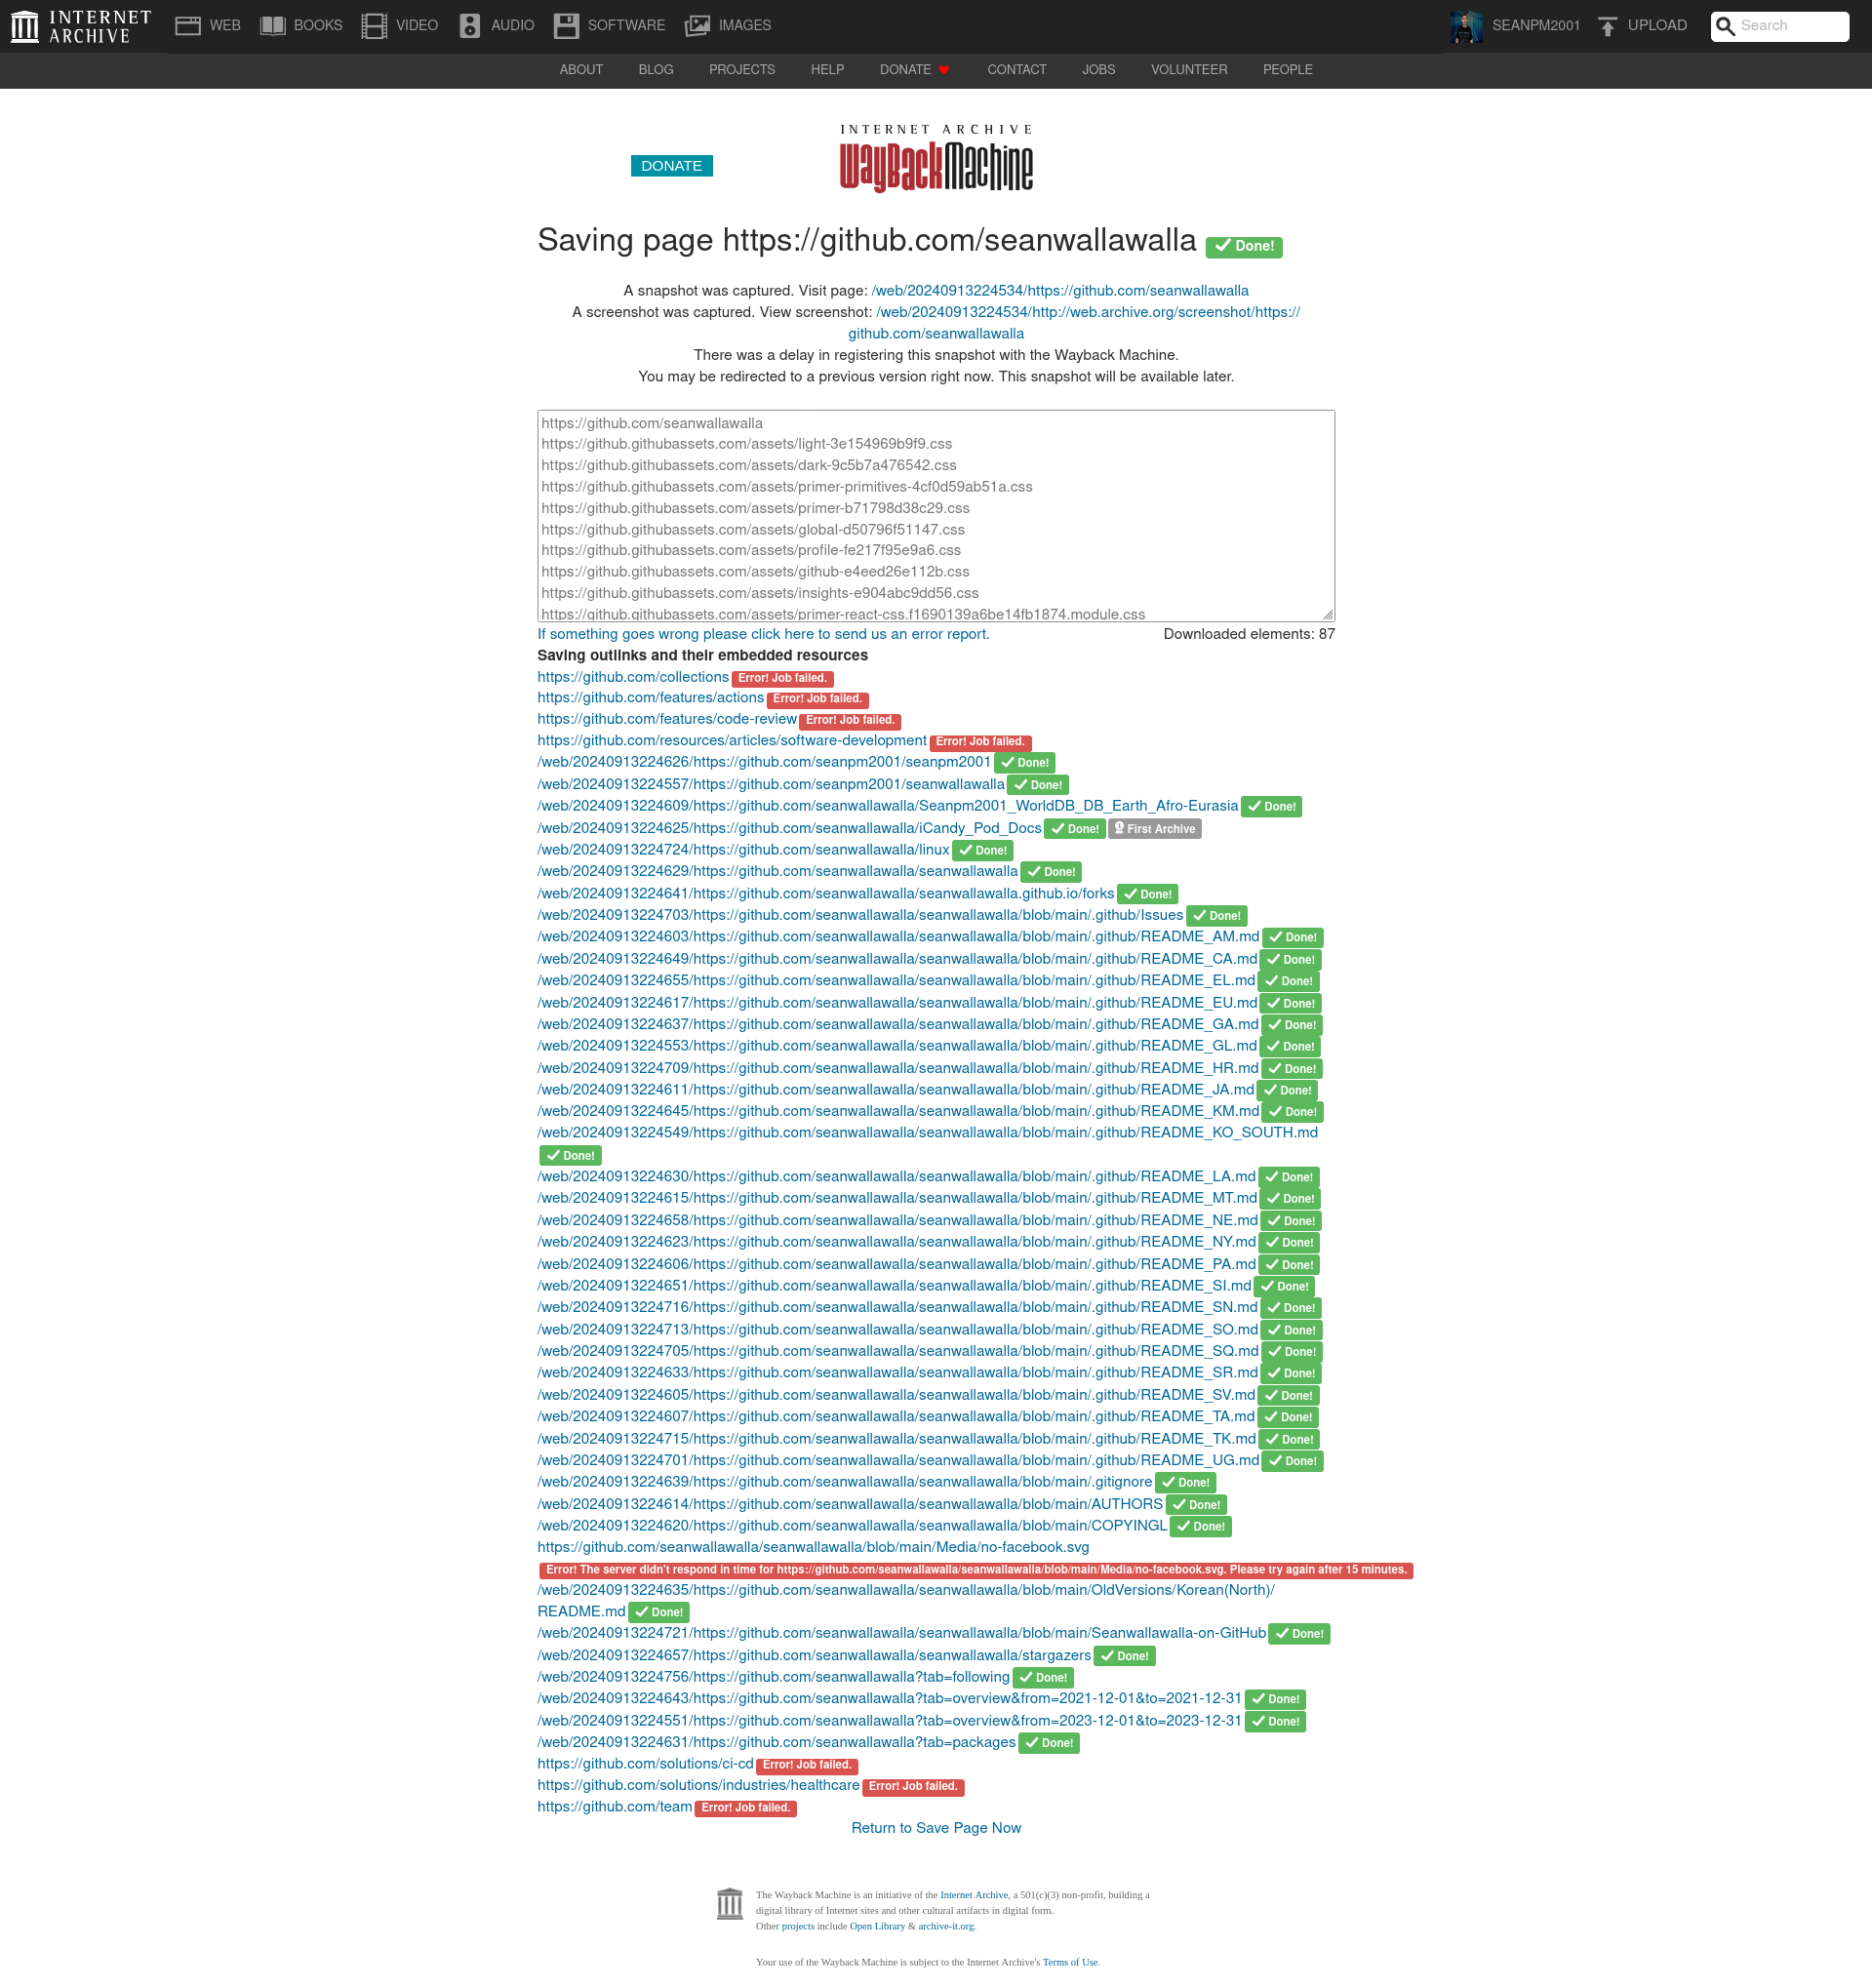 INTERNET
ARCHIVE
WEB BOOKS VIDEO AUDIO SOFTWARE IMAGES SEANPM2001 UPLOAD Search
ABOUT BLOG PROJECTS HELP DONATE CONTACT JOBS VOLUNTEER PEOPLE
INTERNET ARCHIVE
DONATE WayBackMachine
Saving page https://github.com/seanwallawalla Done!
A snapshot was captured. Visit page: /web/20240913224534/https://github.com/seanwallawalla
A screenshot was captured. View screenshot: /web/20240913224534/http://web.archive.org/screenshot/https://
github.com/seanwallawalla
There was a delay in registering this snapshot with the Wayback Machine.
You may be redirected to a previous version right now. This snapshot will be available later.
https://github.com/seanwallawalla
https://github.githubassets.com/assets/light-3e154969b9f9.css
https://github.githubassets.com/assets/dark-9c5b7a476542.css
https://github.githubassets.com/assets/primer-primitives-4cf0d59ab51a.css
https://github.githubassets.com/assets/primer-b71798d38c29.css
https://github.githubassets.com/assets/global-d50796f51147.css
https://github.githubassets.com/assets/profile-fe217f95e9a6.css
https://github.githubassets.com/assets/github-e4eed26e112b.css
https://github.githubassets.com/assets/insights-e904abc9dd56.css
https://github.githubassets.com/assets/primer-react-css.f1690139a6be14fb1874.module.css
If something goes wrong please click here to send us an error report. Downloaded elements: 87
Saving outlinks and their embedded resources
https://github.com/collections Error! Job failed.
https://github.com/features/actions Error! Job failed.
https://github.com/features/code-review Error! Job failed.
https://github.com/resources/articles/software-development Error! Job failed.
/web/20240913224626/https://github.com/seanpm2001/seanpm2001 Done!
/web/20240913224557/https://github.com/seanpm2001/seanwallawalla Done!
/web/20240913224609/https://github.com/seanwallawalla/Seanpm2001_WorldDB_DB_Earth_Afro-Eurasia Done!
/web/20240913224625/https://github.com/seanwallawalla/iCandy_Pod_Docs Done! First Archive
/web/20240913224724/https://github.com/seanwallawalla/linux Done!
/web/20240913224629/https://github.com/seanwallawalla/seanwallawalla Done!
/web/20240913224641/https://github.com/seanwallawalla/seanwallawalla.github.io/forks Done!
/web/20240913224703/https://github.com/seanwallawalla/seanwallawalla/blob/main/.github/Issues Done!
/web/20240913224603/https://github.com/seanwallawalla/seanwallawalla/blob/main/.github/README_AM.md Done!
/web/20240913224649/https://github.com/seanwallawalla/seanwallawalla/blob/main/.github/README_CA.md Done!
/web/20240913224655/https://github.com/seanwallawalla/seanwallawalla/blob/main/.github/README_EL.md Done!
/web/20240913224617/https://github.com/seanwallawalla/seanwallawalla/blob/main/.github/README_EU.md Done!
/web/20240913224637/https://github.com/seanwallawalla/seanwallawalla/blob/main/.github/README_GA.md Done!
/web/20240913224553/https://github.com/seanwallawalla/seanwallawalla/blob/main/.github/README_GL.md Done!
/web/20240913224709/https://github.com/seanwallawalla/seanwallawalla/blob/main/.github/README_HR.md Done!
/web/20240913224611/https://github.com/seanwallawalla/seanwallawalla/blob/main/.github/README_JA.md Done!
/web/20240913224645/https://github.com/seanwallawalla/seanwallawalla/blob/main/.github/README_KM.md Done!
/web/20240913224549/https://github.com/seanwallawalla/seanwallawalla/blob/main/.github/README_KO_SOUTH.md
Done!
/web/20240913224630/https://github.com/seanwallawalla/seanwallawalla/blob/main/.github/README_LA.md Done!
/web/20240913224615/https://github.com/seanwallawalla/seanwallawalla/blob/main/.github/README_MT.md Done!
/web/20240913224658/https://github.com/seanwallawalla/seanwallawalla/blob/main/.github/README_NE.md Done!
/web/20240913224623/https://github.com/seanwallawalla/seanwallawalla/blob/main/.github/README_NY.md Done!
/web/20240913224606/https://github.com/seanwallawalla/seanwallawalla/blob/main/.github/README_PA.md Done!
/web/20240913224651/https://github.com/seanwallawalla/seanwallawalla/blob/main/.github/README_SI.md Done!
/web/20240913224716/https://github.com/seanwallawalla/seanwallawalla/blob/main/.github/README_SN.md Done!
/web/20240913224713/https://github.com/seanwallawalla/seanwallawalla/blob/main/.github/README_SO.md Done!
/web/20240913224705/https://github.com/seanwallawalla/seanwallawalla/blob/main/.github/README_SQ.md Done!
/web/20240913224633/https://github.com/seanwallawalla/seanwallawalla/blob/main/.github/README_SR.md Done!
/web/20240913224605/https://github.com/seanwallawalla/seanwallawalla/blob/main/.github/README_SV.md Done!
/web/20240913224607/https://github.com/seanwallawalla/seanwallawalla/blob/main/.github/README_TA.md Done!
/web/20240913224715/https://github.com/seanwallawalla/seanwallawalla/blob/main/.github/README_TK.md Done!
/web/20240913224701/https://github.com/seanwallawalla/seanwallawalla/blob/main/.github/README_UG.md Done!
/web/20240913224639/https://github.com/seanwallawalla/seanwallawalla/blob/main/.gitignore Done!
/web/20240913224614/https://github.com/seanwallawalla/seanwallawalla/blob/main/AUTHORS Done!
/web/20240913224620/https://github.com/seanwallawalla/seanwallawalla/blob/main/COPYINGL Done!
https://github.com/seanwallawalla/seanwallawalla/blob/main/Media/no-facebook.svg
Error! The server didn't respond in time for https://github.com/seanwallawalla/seanwallawalla/blob/main/Media/no-facebook.svg. Please try again after 15 minutes.
/web/20240913224635/https://github.com/seanwallawalla/seanwallawalla/blob/main/OldVersions/Korean(North)/
README.md Done!
/web/20240913224721/https://github.com/seanwallawalla/seanwallawalla/blob/main/Seanwallawalla-on-GitHub Done!
/web/20240913224657/https://github.com/seanwallawalla/seanwallawalla/stargazers Done!
/web/20240913224756/https://github.com/seanwallawalla?tab=following Done!
/web/20240913224643/https://github.com/seanwallawalla?tab=overview&from=2021-12-01&to=2021-12-31 Done!
/web/20240913224551/https://github.com/seanwallawalla?tab=overview&from=2023-12-01&to=2023-12-31 Done!
/web/20240913224631/https://github.com/seanwallawalla?tab=packages Done!
https://github.com/solutions/ci-cd Error! Job failed.
https://github.com/solutions/industries/healthcare Error! Job failed.
https://github.com/team Error! Job failed.
Return to Save Page Now
The Wayback Machine is an initiative of the Internet Archive, a 501(c)(3) non-profit, building a
digital library of Internet sites and other cultural artifacts in digital form.
Other projects include Open Library & archive-it.org.
Your use of the Wayback Machine is subject to the Internet Archive's Terms of Use.